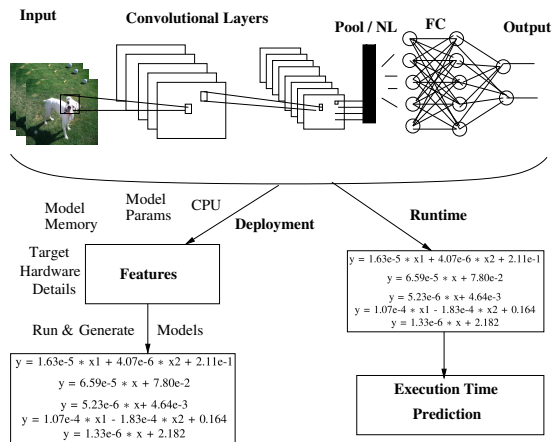 Input
Convolutional Layers
Pool / NL
FC
Output
Model
Memory
Model
Params
CPU
Deployment
Runtime
Target
Hardware
Details
Features
Run & Generate
Models
y = 1.63e-5 * x1 + 4.07e-6 * x2 + 2.11e-1
y = 6.59e-5 * x + 7.80e-2
y = 5.23e-6 * x+ 4.64e-3
y = 1.07e-4 * x1 - 1.83e-4 * x2 + 0.164
y = 1.33e-6 * x + 2.182
y = 1.63e-5 * x1 + 4.07e-6 * x2 + 2.11e-1
y = 6.59e-5 * x + 7.80e-2
y = 5.23e-6 * x+ 4.64e-3
y = 1.07e-4 * x1 - 1.83e-4 * x2 + 0.164
y = 1.33e-6 * x + 2.182
Execution Time
Prediction